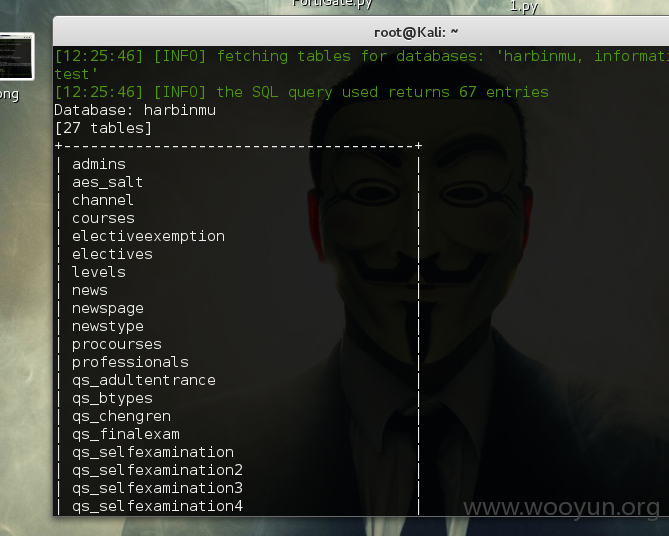 FortiGate.py
1.py
root@Kali: ~
[12:25:46] [INFO] fetching tables for databases: 'harbinmu, informati
test'
[12:25:46] [INFO] the SQL query used returns 67 entries
Database: harbinmu
[27 tables]
+---------------------------------------+
| admins |
| aes_salt |
| channel |
| courses |
| electiveexemption |
| electives |
| levels |
| news |
| newspage |
| newstype |
| procourses |
| professionals |
| qs_adultentrance |
| qs_btypes |
| qs_chengren |
| qs_finalexam |
| qs_selfexamination |
| qs_selfexamination2 |
| qs_selfexamination3 |
| qs_selfexamination4 |
ong
www.wooyun.org